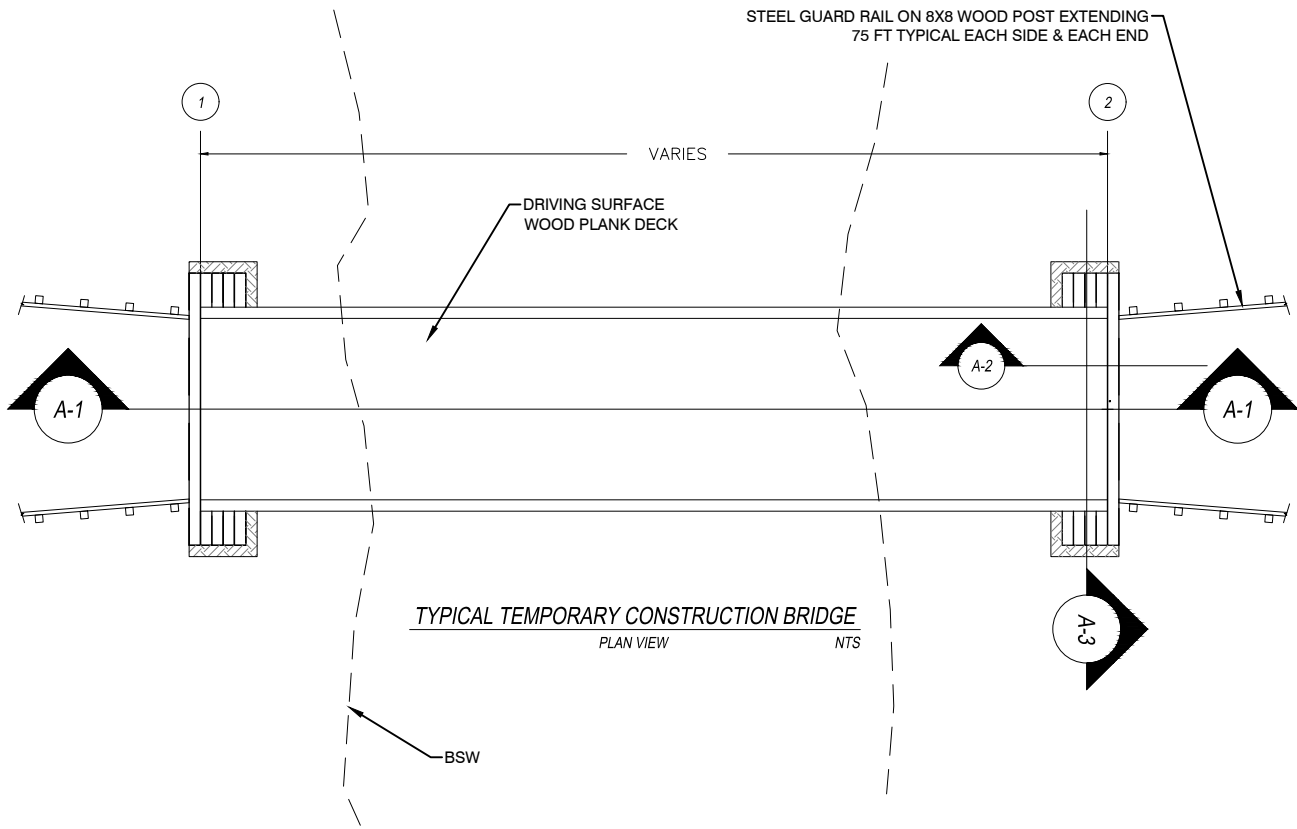 STEEL GUARD RAIL ON 8X8 WOOD POST EXTENDING
75 FT TYPICAL EACH SIDE & EACH END
1
2
VARIES
DRIVING SURFACE
WOOD PLANK DECK
A-2
A-1
A-1
TYPICAL TEMPORARY CONSTRUCTION BRIDGE
PLAN VIEW NTS
A-3
BSW